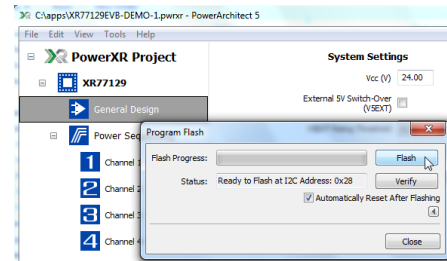 C:\apps\XR77129EVB-DEMO-1.pwrxr - PowerArchitect 5
File Edit View Tools Help
PowerXR Project
XR77129
General Design
Power Seq
1 Channel
2 Channel
3 Channel
4 Channel
System Settings
Vcc (V) 24.00
External 5V Switch-Over
(V5EXT)
Program Flash
Flash Progress:
Flash
Status: Ready to Flash at I2C Address: 0x28
Verify
Automatically Reset After Flashing
Close